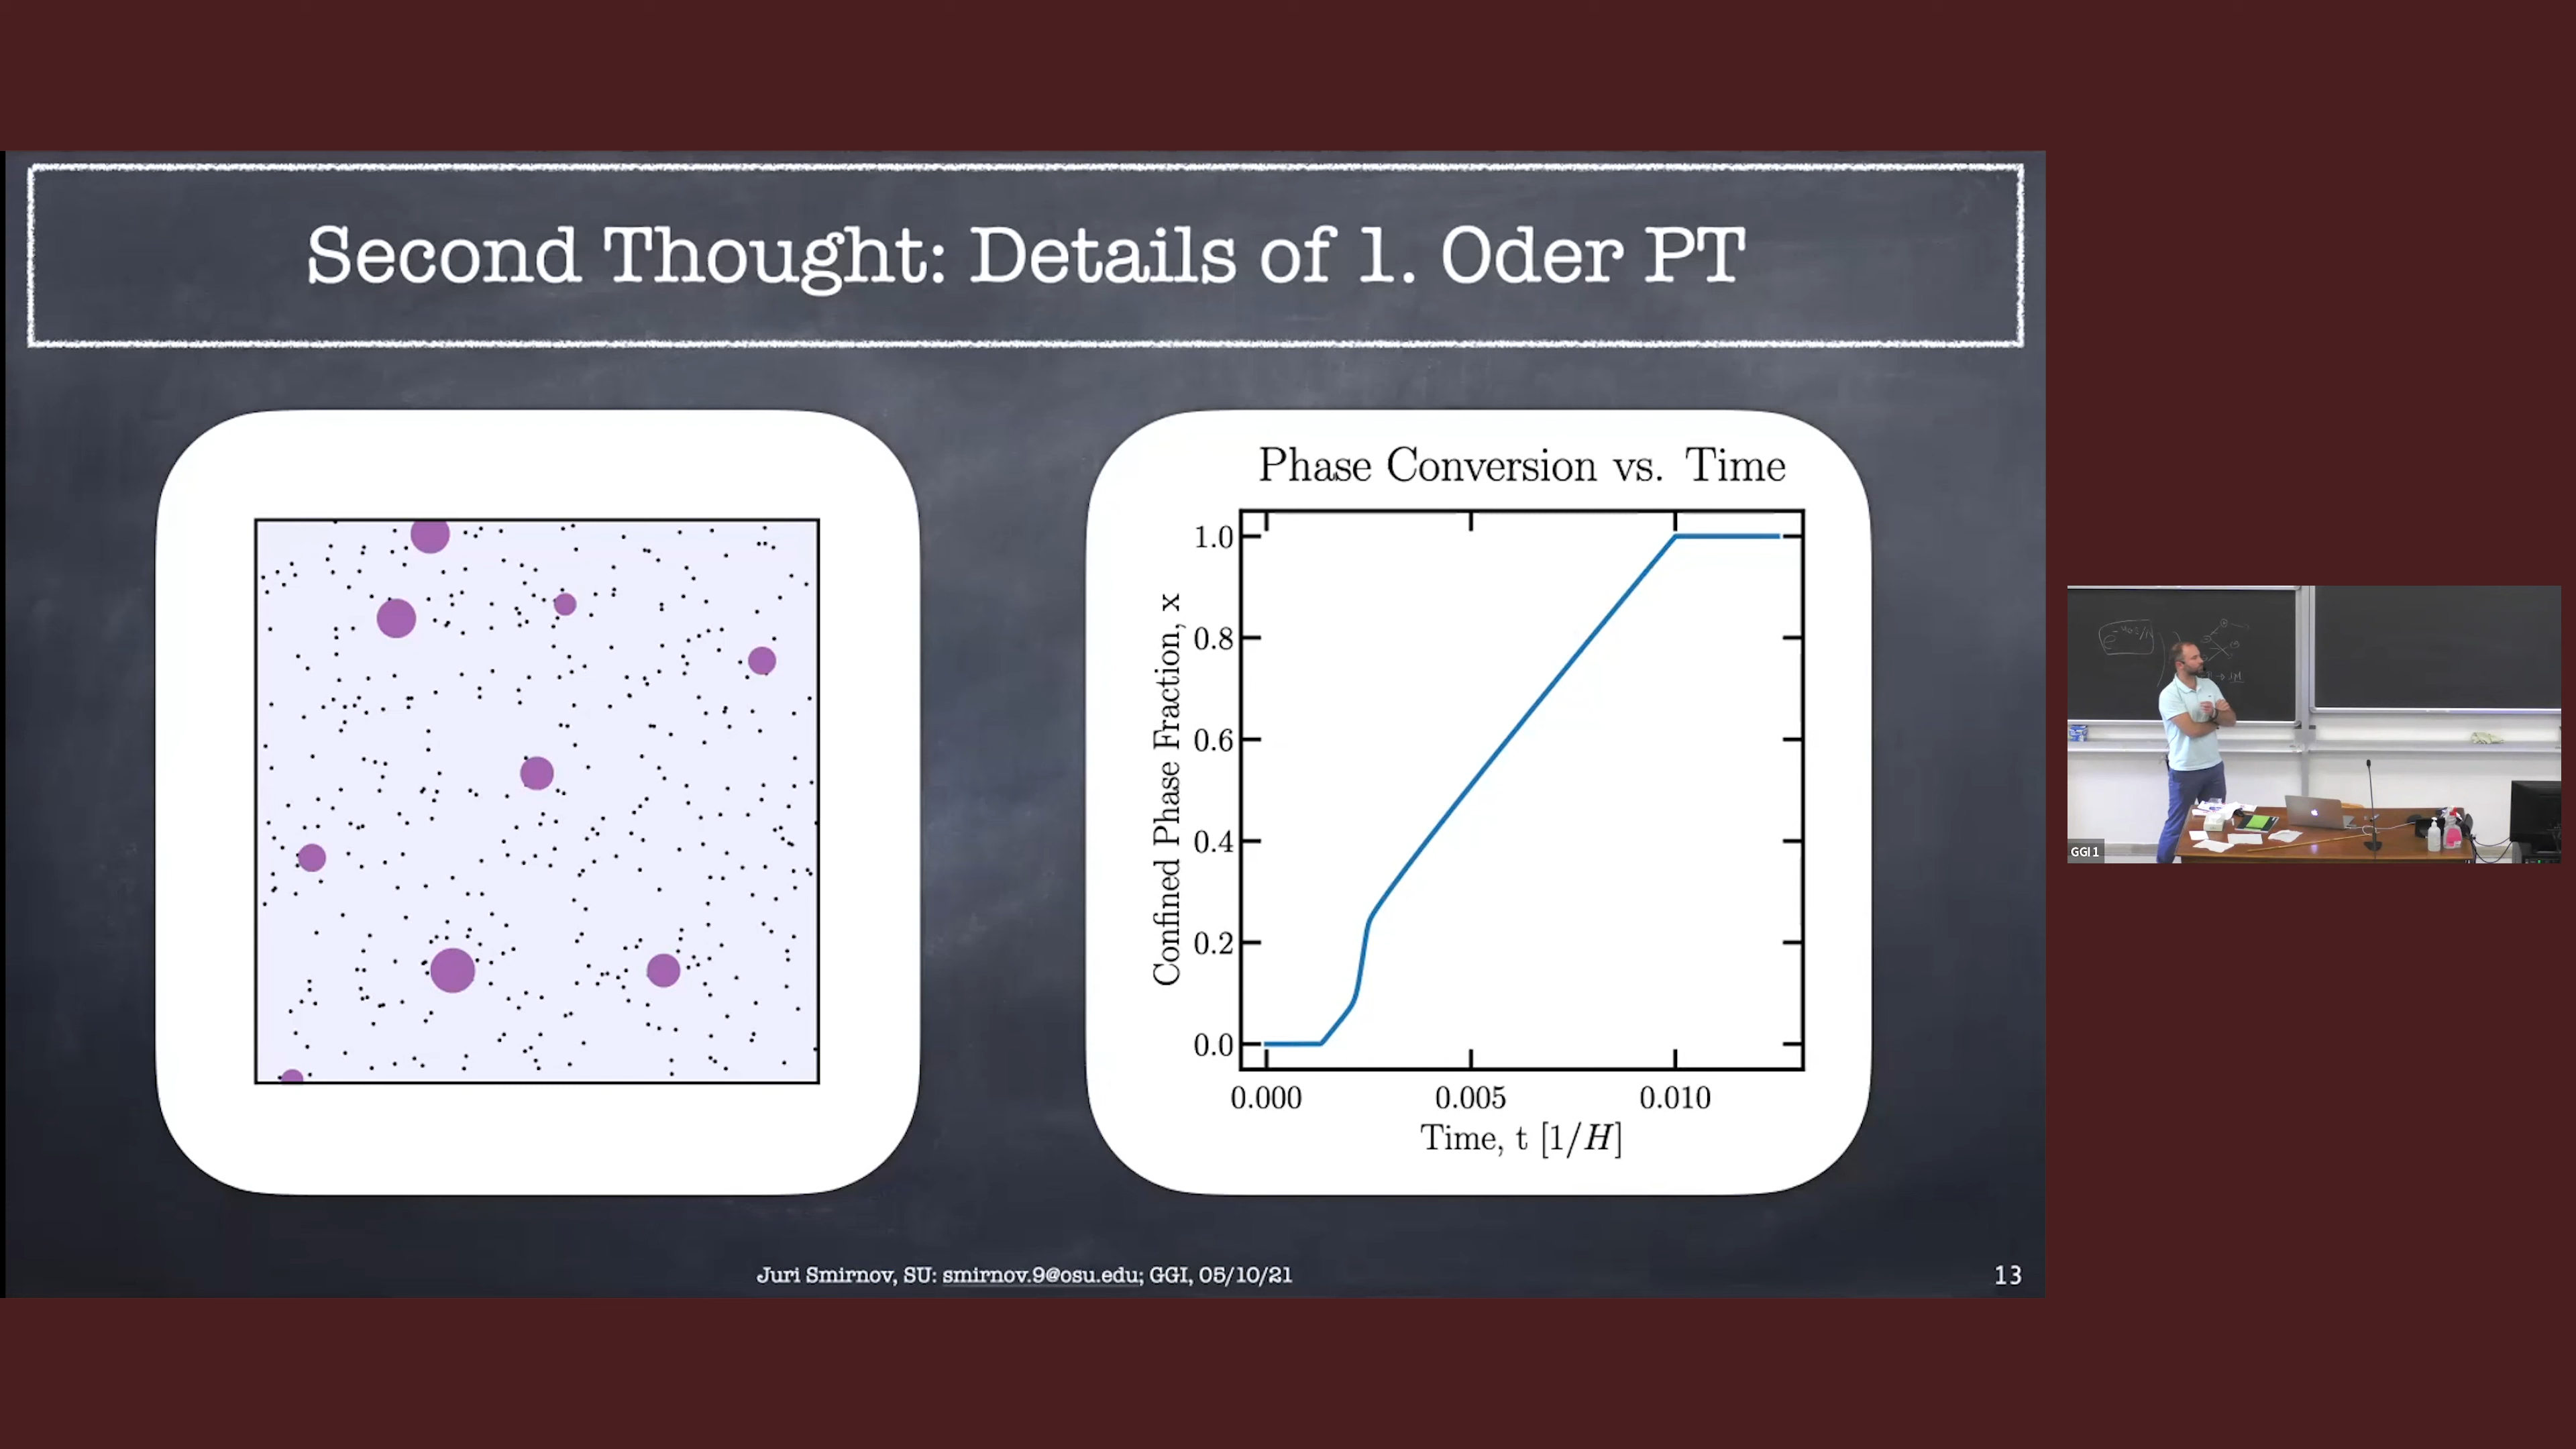 Second Thought: Details of 1. Oder PT
Phase Conversion vs. Time
Confined Phase Fraction, x
1.0
0.8
0.6
0.4
0.2
0.0
0.000 0.005 0.010
Time, t [1/H]
Juri Smirnov, SU: smirnov.9@osu.edu; GGI, 05/10/21
13
GGI 1